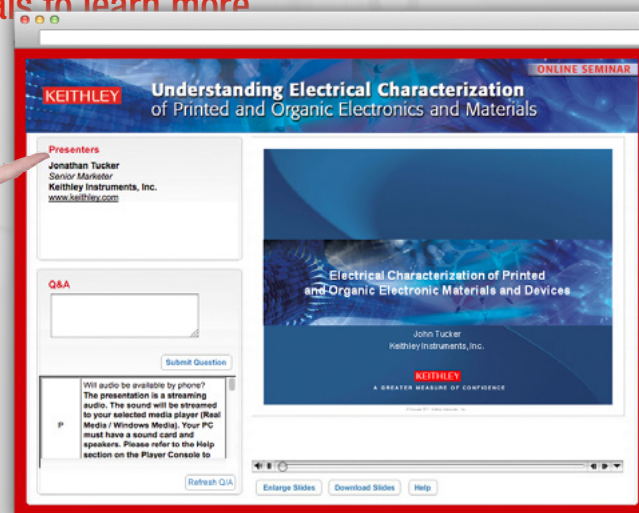 als to learn more
ONLINE SEMINAR
KEITHLEY
Understanding Electrical Characterization
of Printed and Organic Electronics and Materials
Presenters
Jonathan Tucker
Senior Marketer
Keithley Instruments, Inc.
www.keithley.com
Q&A
Submit Question
P
Will audio be available by phone?
The presentation is a streaming
audio. The sound will be streamed
to your selected media player (Real
Media / Windows Media). Your PC
must have a sound card and
speakers. Please refer to the Help
section on the Player Console to
Refresh Q/A
Electrical Characterization of Printed
and Organic Electronic Materials and Devices
John Tucker
Keithley Instruments, Inc.
KEITHLEY
A GREATER MEASURE OF CONFIDENCE
Enlarge Slides
Download Slides
Help